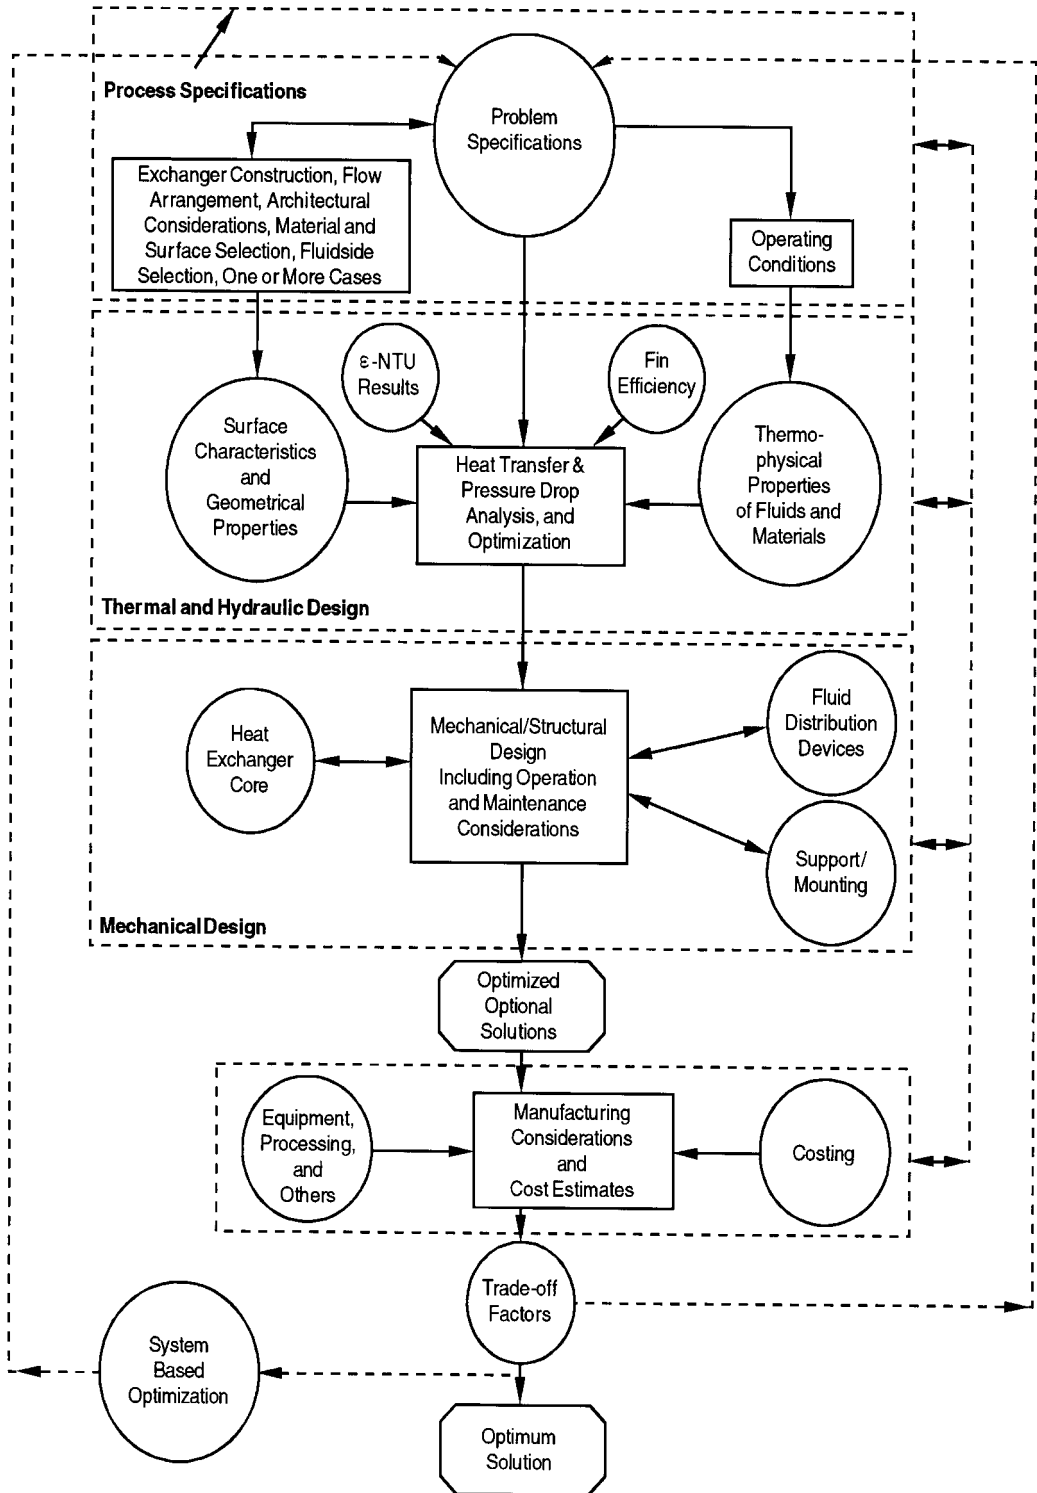 Process Specifications
Problem
Specifications
Exchanger Construction, Flow
Arrangement, Architectural
Considerations, Material and
Surface Selection, Fluidside
Selection, One or More Cases
Operating
Conditions
ε-NTU
Results
Fin
Efficiency
Surface
Characteristics
and
Geometrical
Properties
Heat Transfer &
Pressure Drop
Analysis, and
Optimization
Thermo-
physical
Properties
of Fluids and
Materials
Thermal and Hydraulic Design
Heat
Exchanger
Core
Mechanical/Structural
Design
Including Operation
and Maintenance
Considerations
Fluid
Distribution
Devices
Support/
Mounting
Mechanical Design
Optimized
Optional
Solutions
Equipment,
Processing,
and
Others
Manufacturing
Considerations
and
Cost Estimates
Costing
Trade-off
Factors
System
Based
Optimization
Optimum
Solution